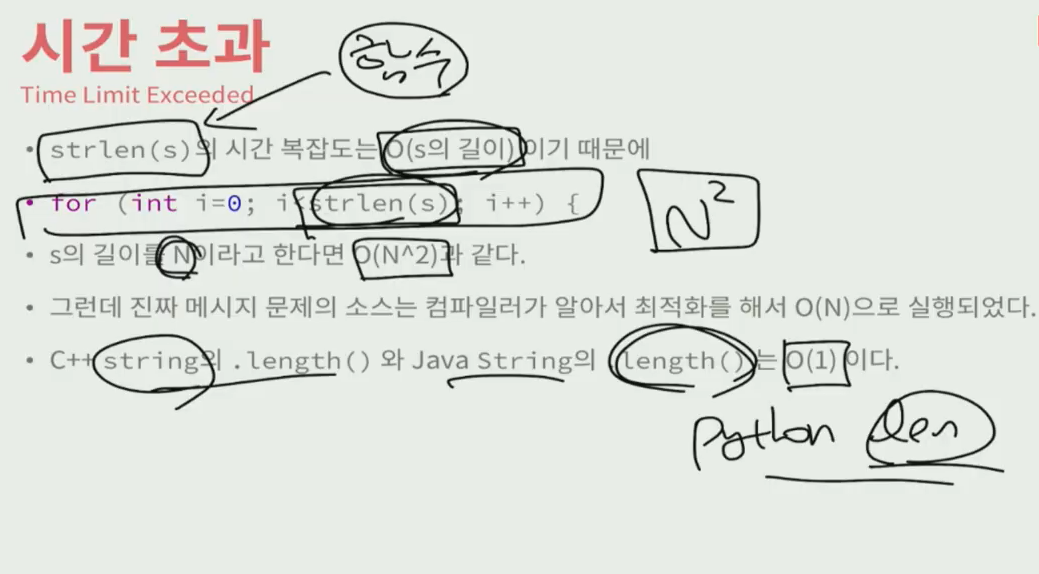 시간 초과
함수
Time Limit Exceeded
• strlen(s)의 시간 복잡도는 O(s의 길이) 이기 때문에
• for (int i=0; i<strlen(s); i++) {
N²
• s의 길이를 N이라고 한다면 O(N^2)과 같다.
• 그런데 진짜 메시지 문제의 소스는 컴파일러가 알아서 최적화를 해서 O(N)으로 실행되었다.
• C++ string의 .length() 와 Java String의 .length()는 O(1) 이다.
python len